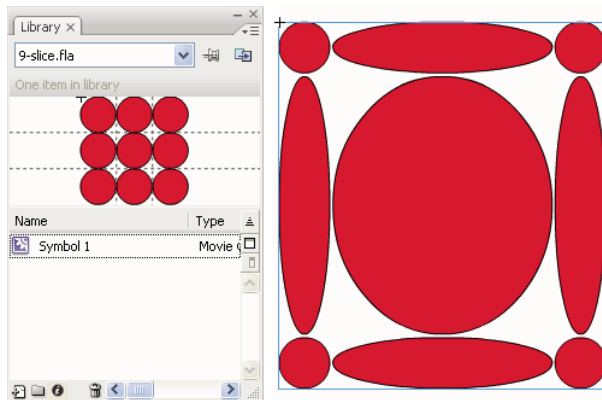 Library ×
9-slice.fla
One item in library
Name Type
Symbol 1 Movie